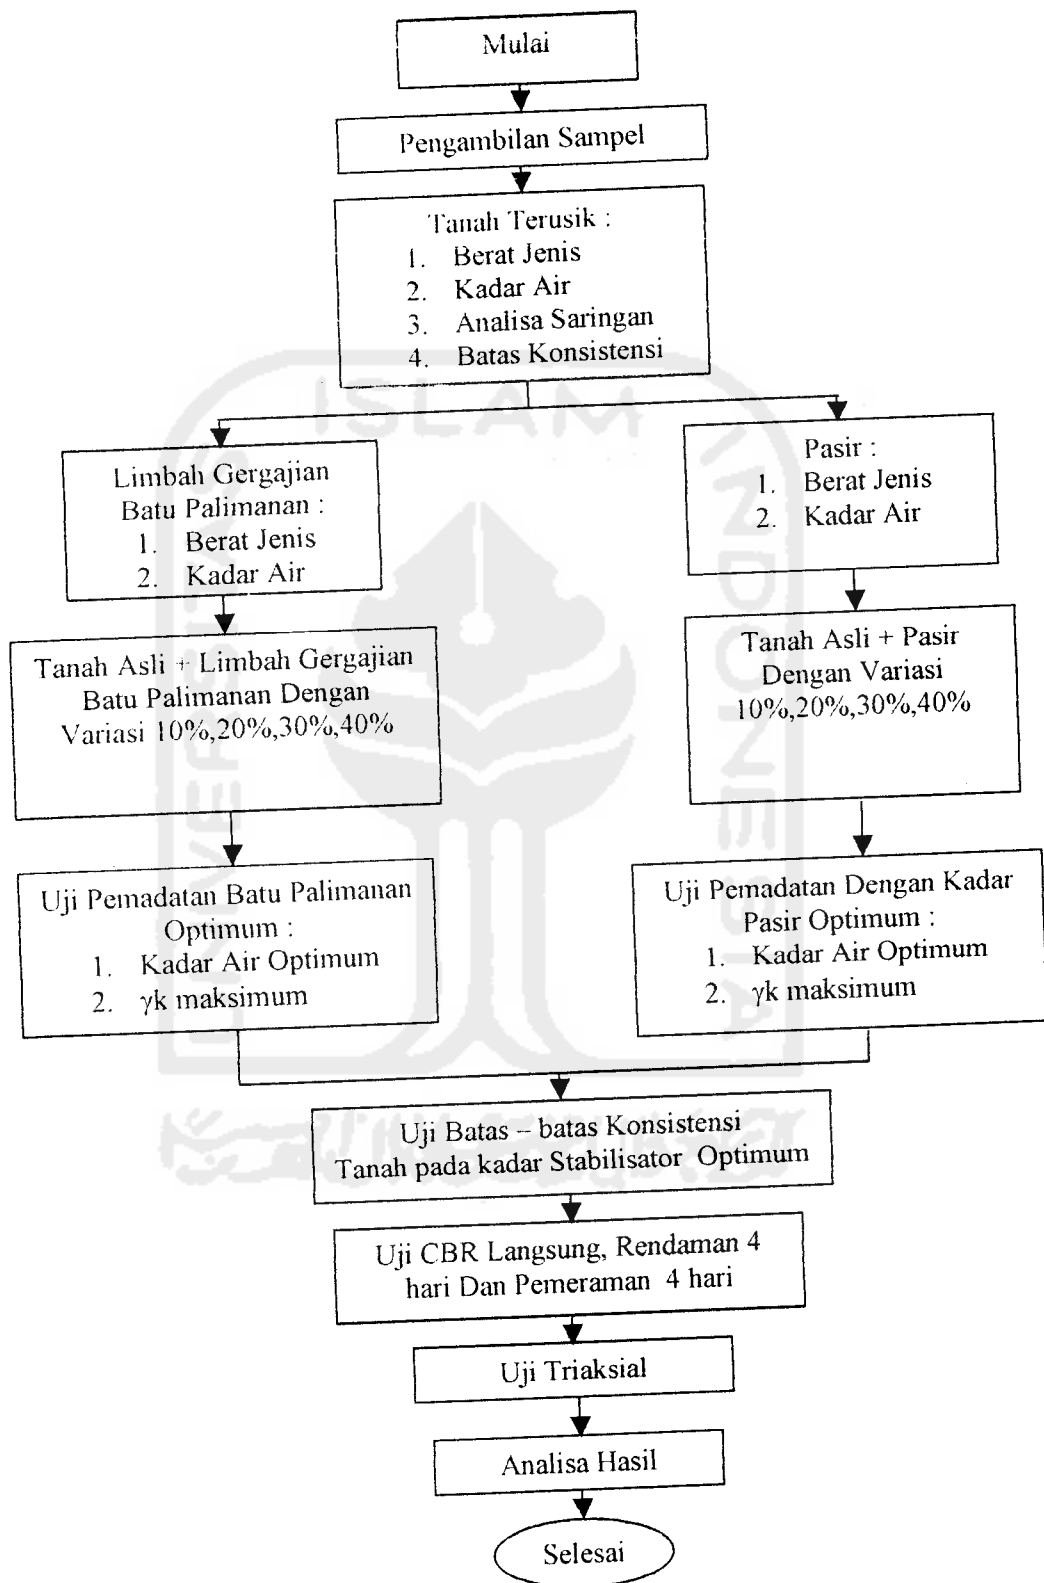 Mulai
Pengambilan Sampel
Tanah Terusik :
1. Berat Jenis
2. Kadar Air
3. Analisa Saringan
4. Batas Konsistensi
Limbah Gergajian
Batu Palimanan :
1. Berat Jenis
2. Kadar Air
Pasir :
1. Berat Jenis
2. Kadar Air
Tanah Asli + Limbah Gergajian
Batu Palimanan Dengan
Variasi 10%,20%,30%,40%
Tanah Asli + Pasir
Dengan Variasi
10%,20%,30%,40%
Uji Pemadatan Batu Palimanan
Optimum :
1. Kadar Air Optimum
2. γk maksimum
Uji Pemadatan Dengan Kadar
Pasir Optimum :
1. Kadar Air Optimum
2. γk maksimum
Uji Batas – batas Konsistensi
Tanah pada kadar Stabilisator Optimum
Uji CBR Langsung, Rendaman 4
hari Dan Pemeraman 4 hari
Uji Triaksial
Analisa Hasil
Selesai
UNIVERSITAS
ISLAM
INDONESIA